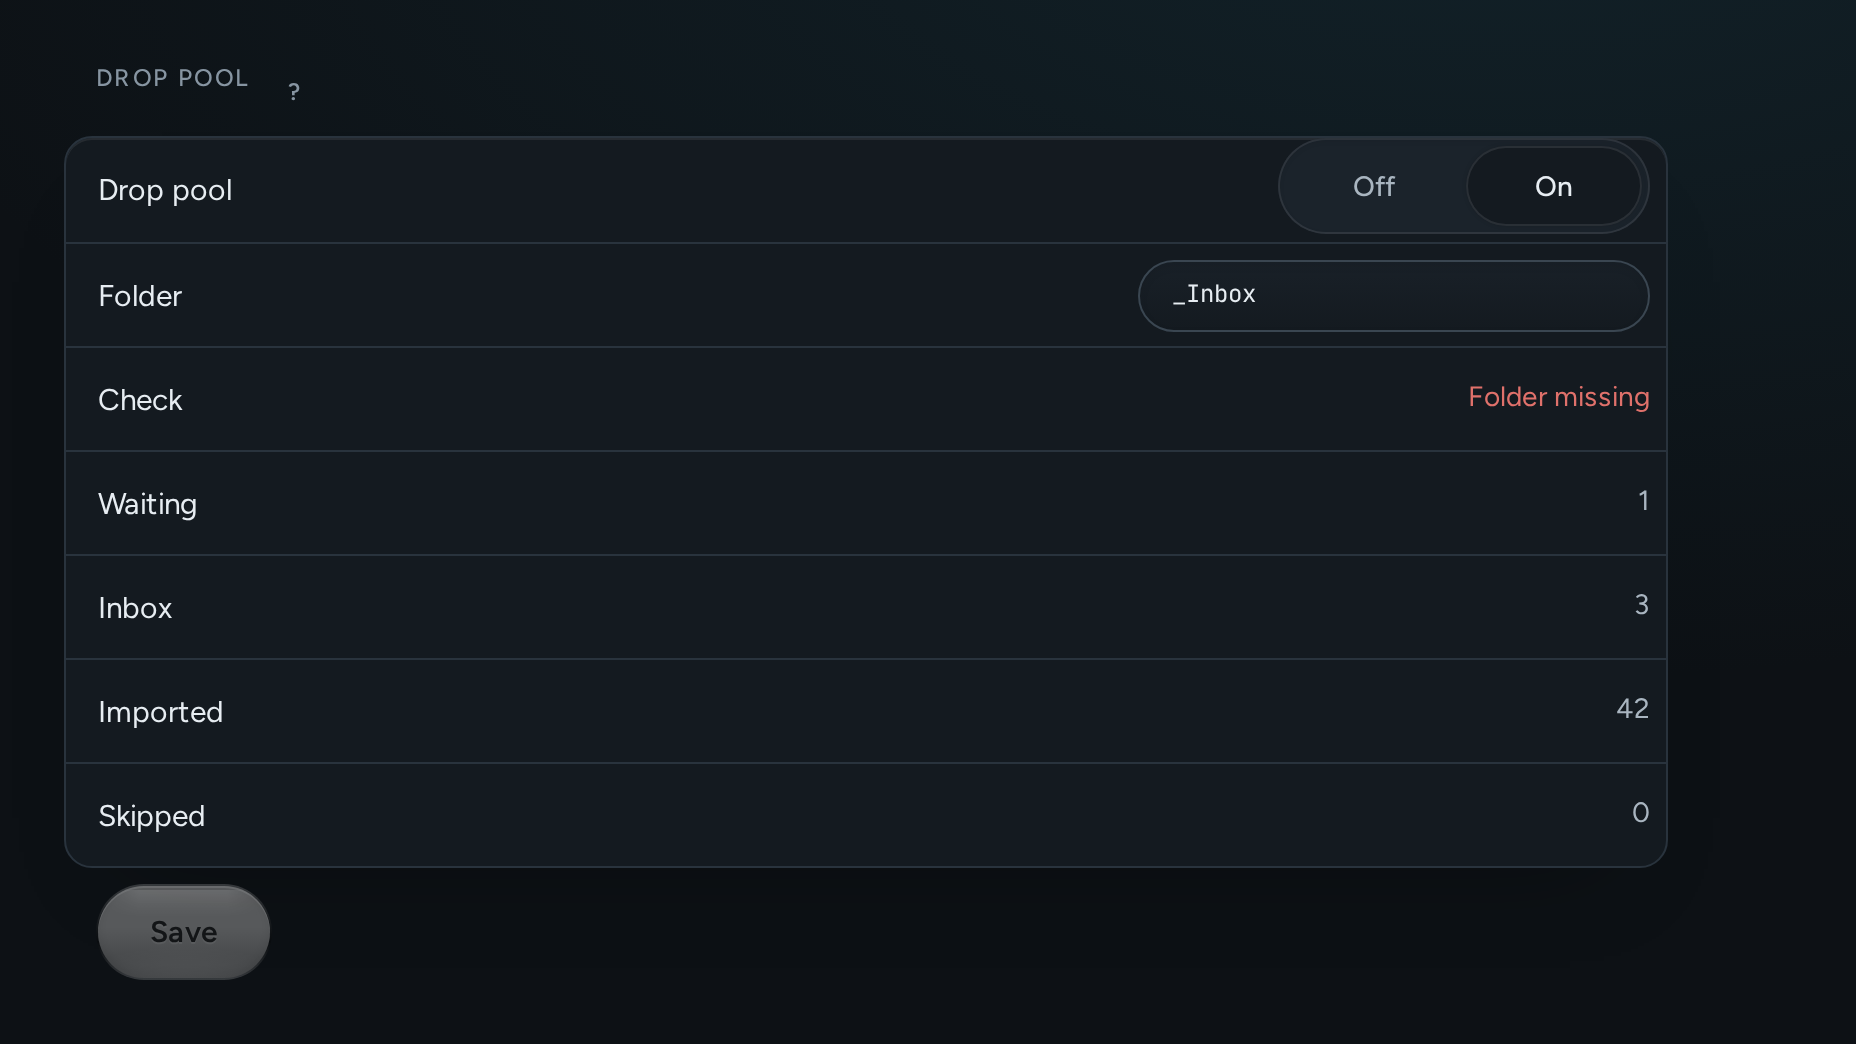 DROP POOL ?
Drop pool Off On
Folder _Inbox
Check Folder missing
Waiting 1
Inbox 3
Imported 42
Skipped 0
Save